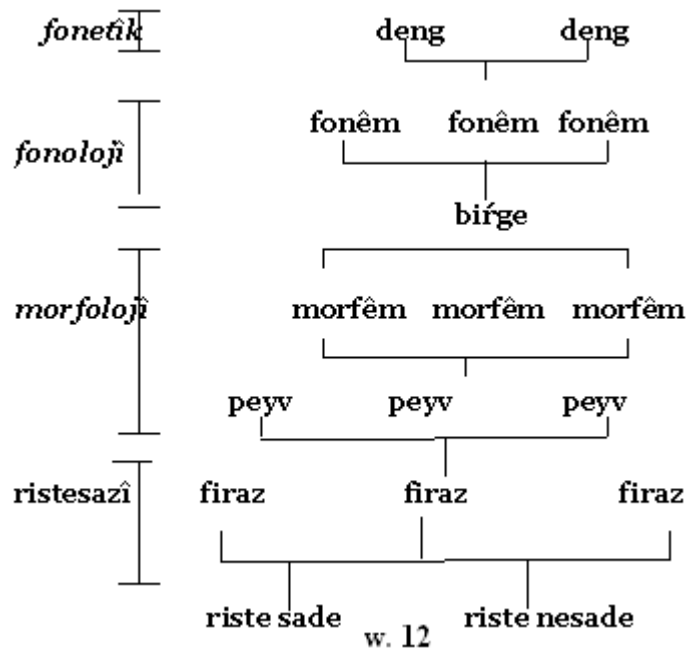 fonetîk deng deng
fonêm fonêm fonêm
fonolojî
biŕge
morfolojî morfêm morfêm morfêm
peyv peyv peyv
ristesazî firaz firaz firaz
riste sade riste nesade
w. 12